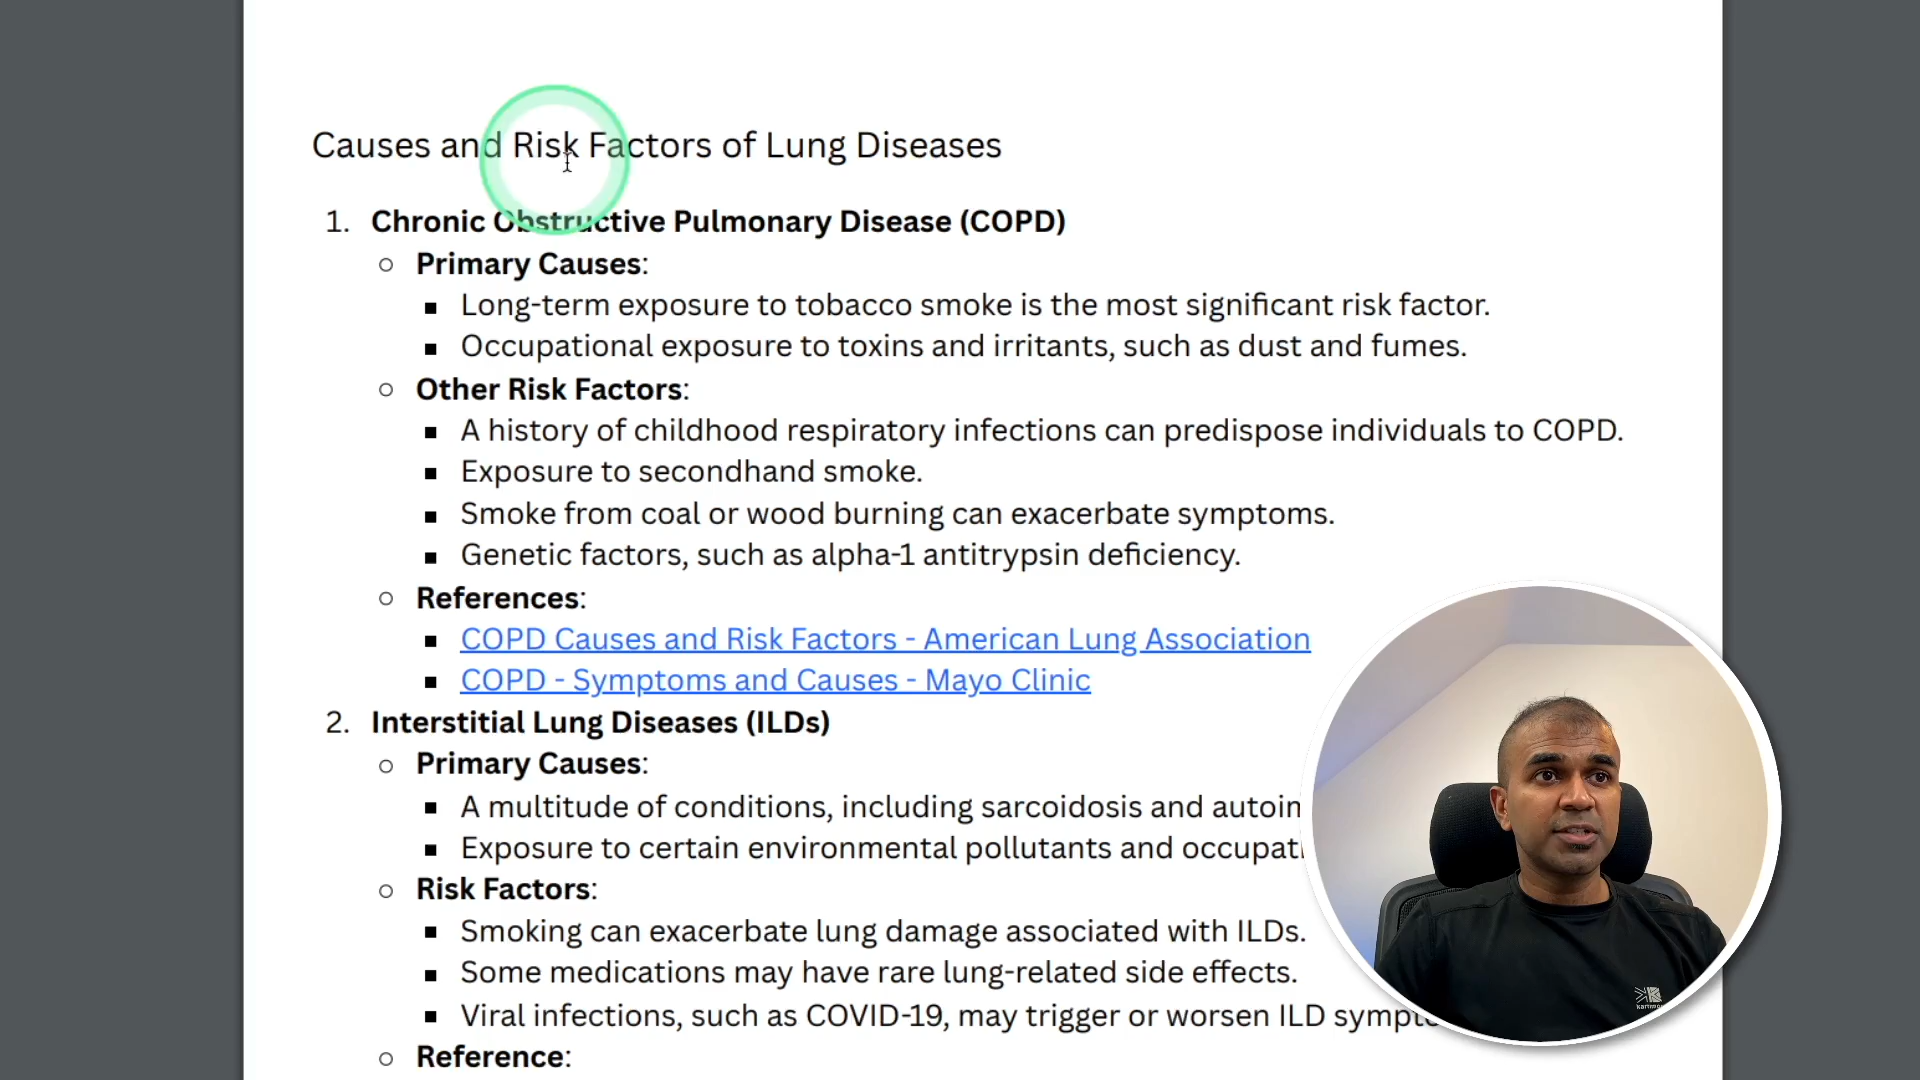 Causes and Risk Factors of Lung Diseases
1. Chronic Obstructive Pulmonary Disease (COPD)
○ Primary Causes:
■ Long-term exposure to tobacco smoke is the most significant risk factor.
■ Occupational exposure to toxins and irritants, such as dust and fumes.
○ Other Risk Factors:
■ A history of childhood respiratory infections can predispose individuals to COPD.
■ Exposure to secondhand smoke.
■ Smoke from coal or wood burning can exacerbate symptoms.
■ Genetic factors, such as alpha-1 antitrypsin deficiency.
○ References:
■ COPD Causes and Risk Factors - American Lung Association
■ COPD - Symptoms and Causes - Mayo Clinic
2. Interstitial Lung Diseases (ILDs)
○ Primary Causes:
■ A multitude of conditions, including sarcoidosis and
■ Exposure to certain environmental pollutants and
○ Risk Factors:
■ Smoking can exacerbate lung damage associated with ILDs.
■ Some medications may have rare lung-related side effects.
■ Viral infections, such as COVID-19, may trigger or worsen ILD
○ Reference: